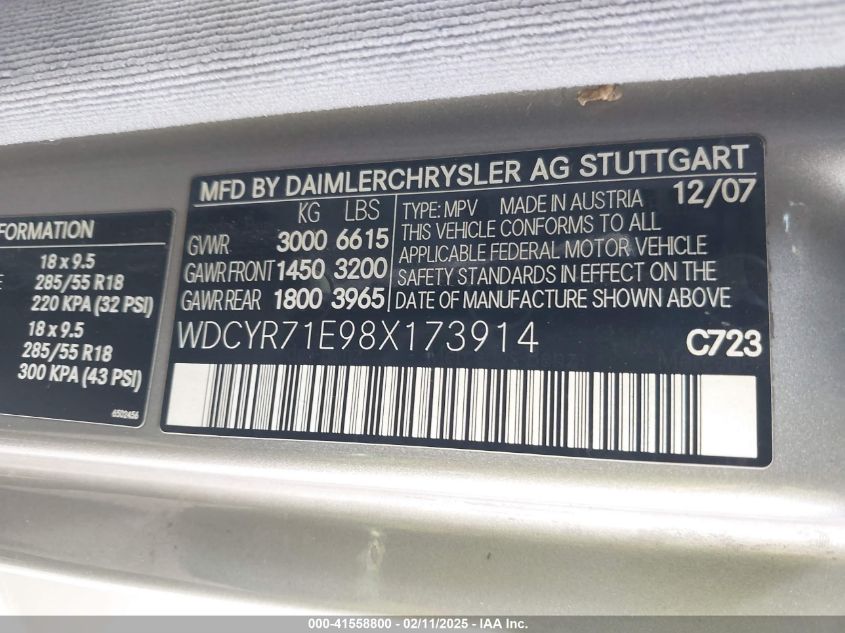 FORMATION
18 x 9.5
285/55 R18
220 KPA (32 PSI)
18 x 9.5
285/55 R18
300 KPA (43 PSI)
6502456
MFD BY DAIMLERCHRYSLER AG STUTTGART
KG LBS
GVWR 3000 6615
GAWR FRONT 1450 3200
GAWR REAR 1800 3965
TYPE: MPV MADE IN AUSTRIA 12/07
THIS VEHICLE CONFORMS TO ALL
APPLICABLE FEDERAL MOTOR VEHICLE
SAFETY STANDARDS IN EFFECT ON THE
DATE OF MANUFACTURE SHOWN ABOVE
WDCYR71E98X173914
C723
000-41558800 - 02/11/2025 - IAA Inc.